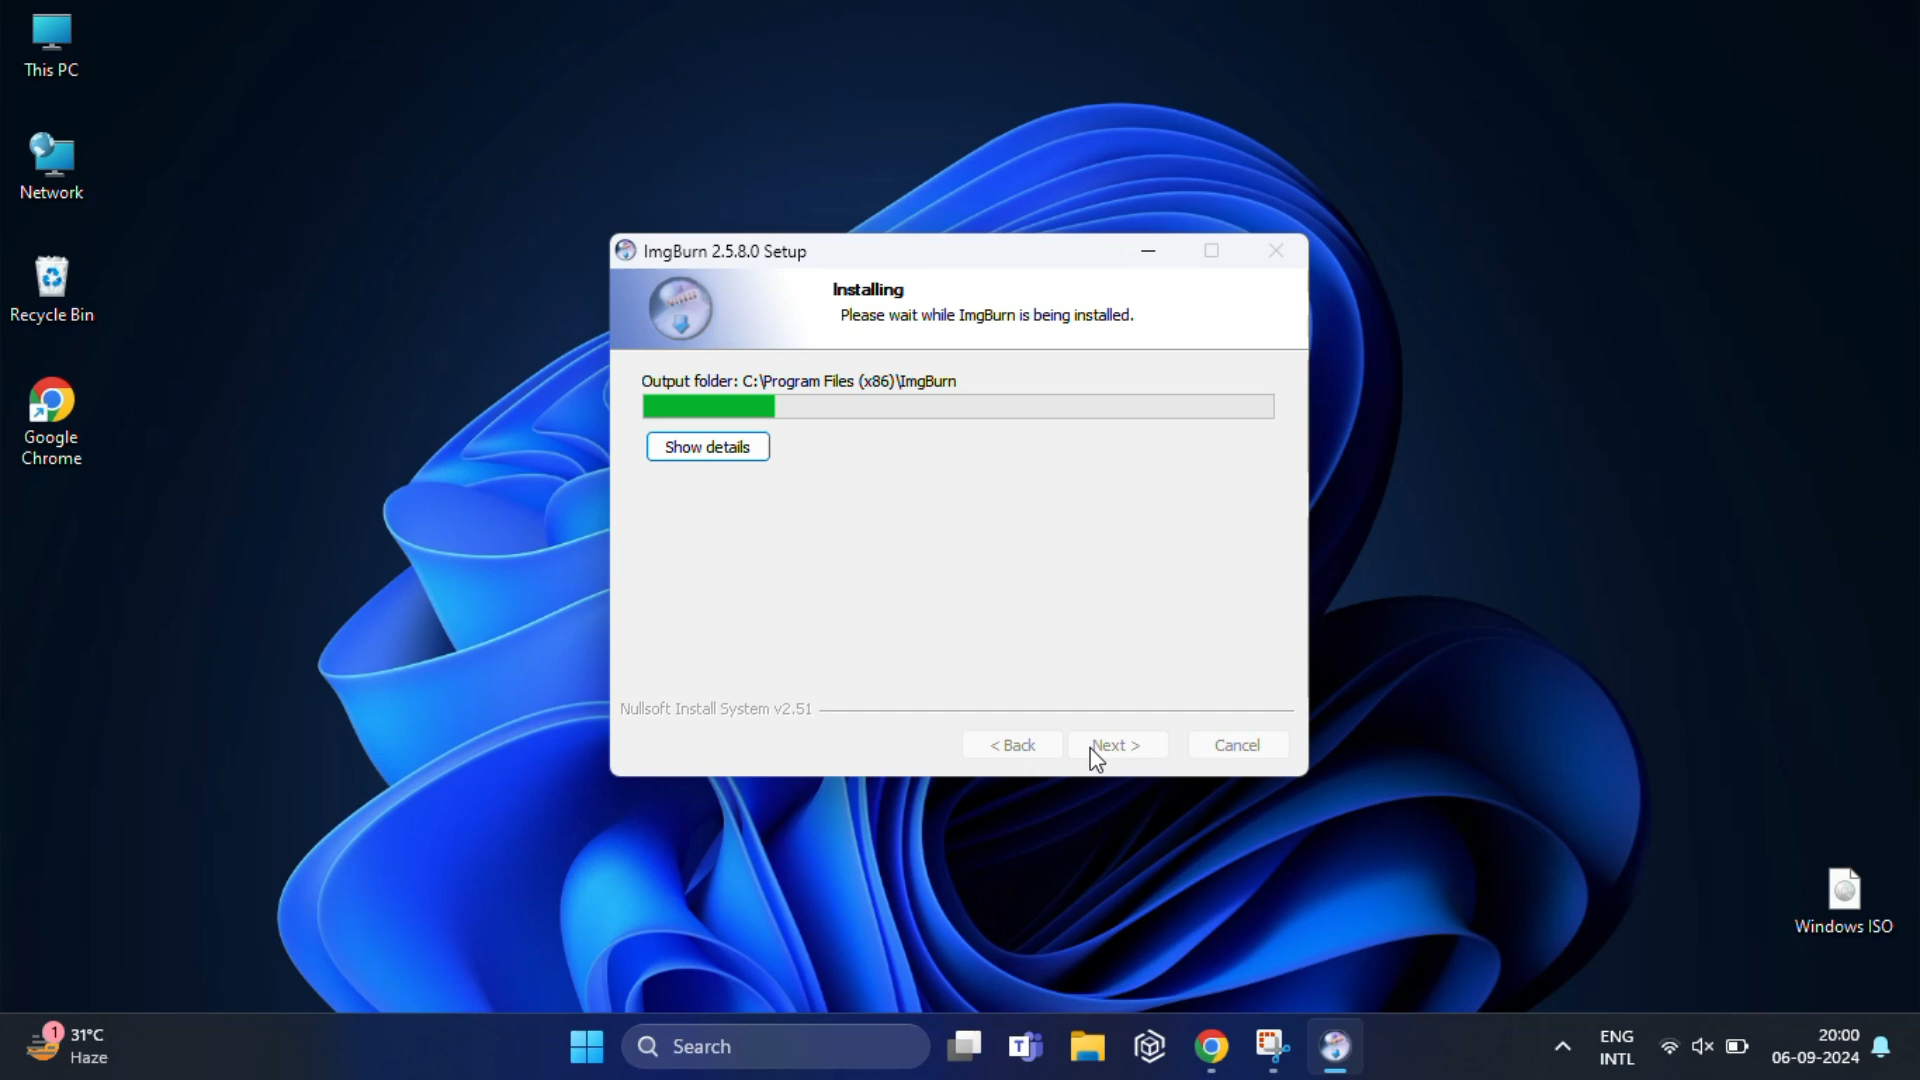 This PC
Network
Recycle Bin
Google
Chrome
ImgBurn 2.5.8.0 Setup
Installing
Please wait while ImgBurn is being installed.
Output folder: C:\Program Files (x86)\ImgBurn
Show details
Nullsoft Install System v2.51
< Back
Next >
Cancel
Windows ISO
1
31°C
Haze
Search
T
ENG
INTL
20:00
06-09-2024